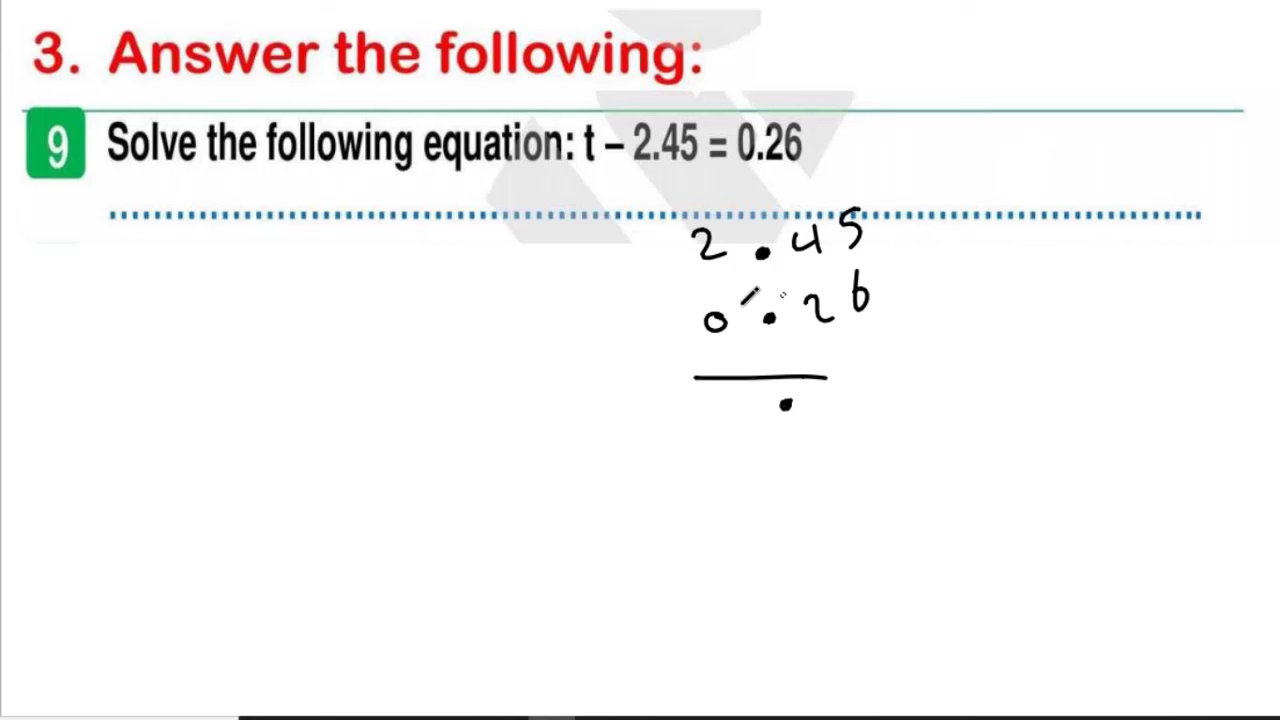 3. Answer the following:
9 Solve the following equation: t – 2.45 = 0.26
2.45
0.26
.